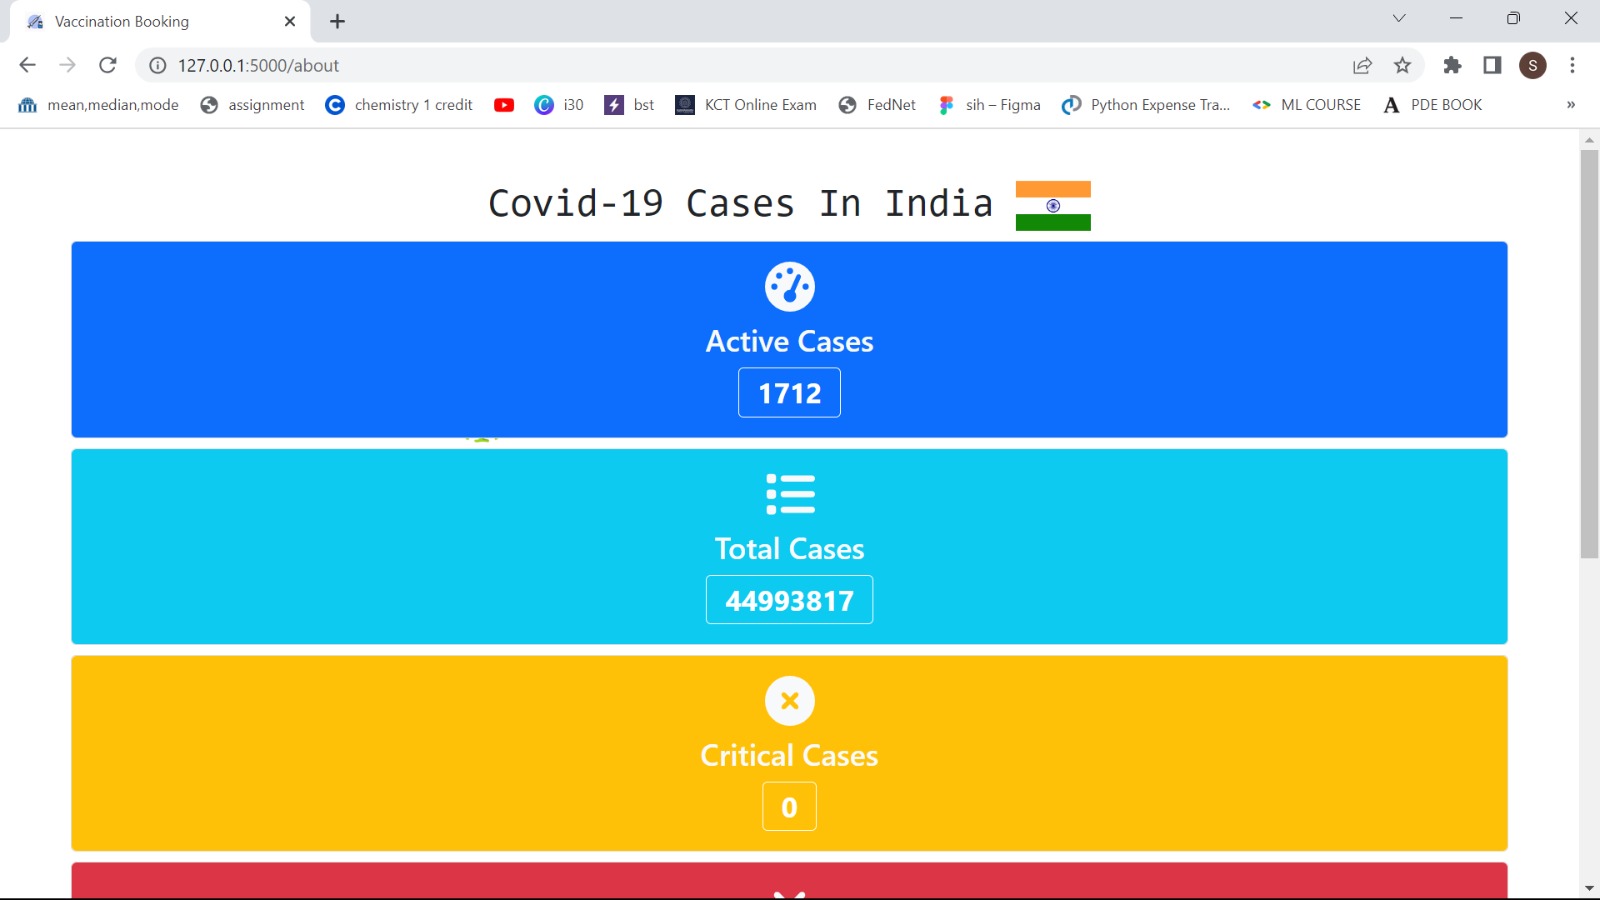 Vaccination Booking
127.0.0.1:5000/about
S
mean,median,mode assignment chemistry 1 credit i30 bst KCT Online Exam FedNet sih – Figma Python Expense Tra... ML COURSE A PDE BOOK »
Covid-19 Cases In India
Active Cases
1712
Total Cases
44993817
Critical Cases
0